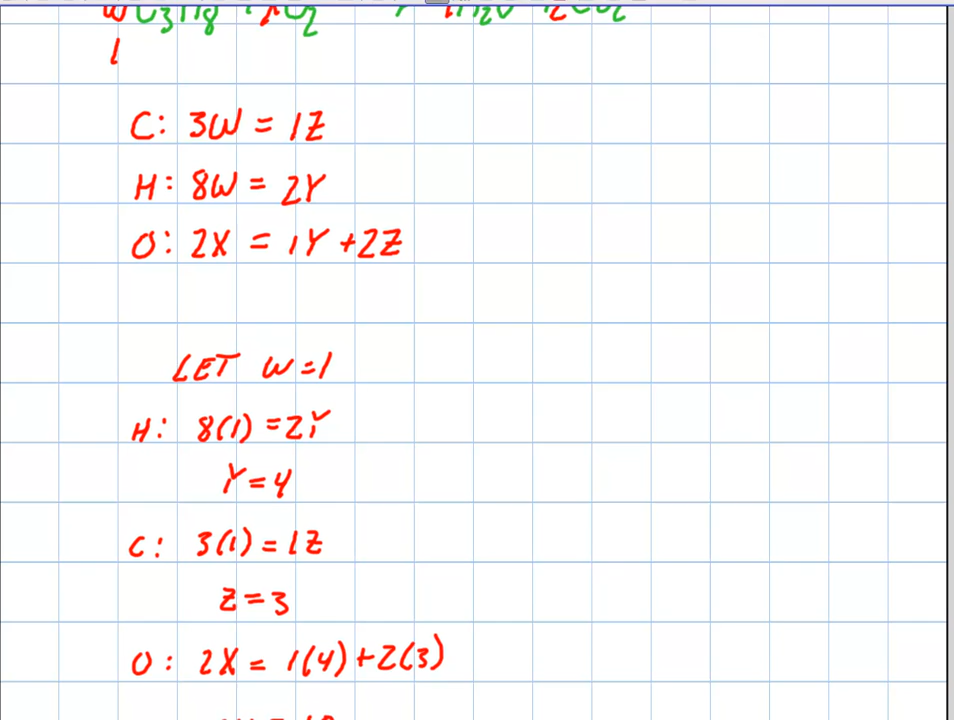 1
C: 3W = 1Z
H: 8W = 2Y
O: 2X = 1Y + 2Z
LET W = 1
H: 8(1) = 2Y
Y = 4
C: 3(1) = 1Z
Z = 3
O: 2X = 1(4) + 2(3)